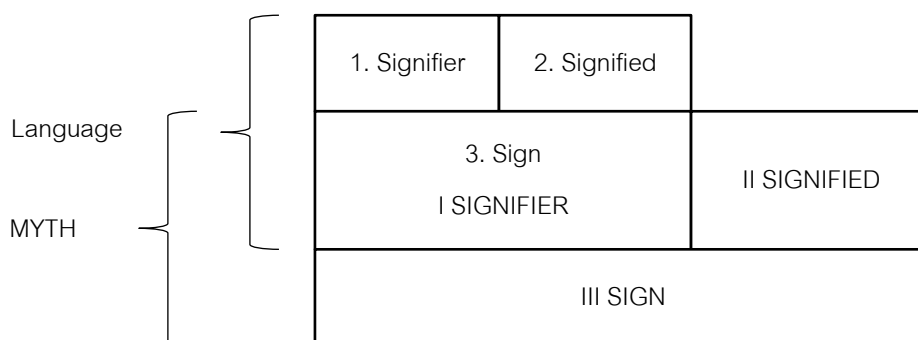 1. Signifier
2. Signified
Language
3. Sign
I SIGNIFIER
II SIGNIFIED
MYTH
III SIGN